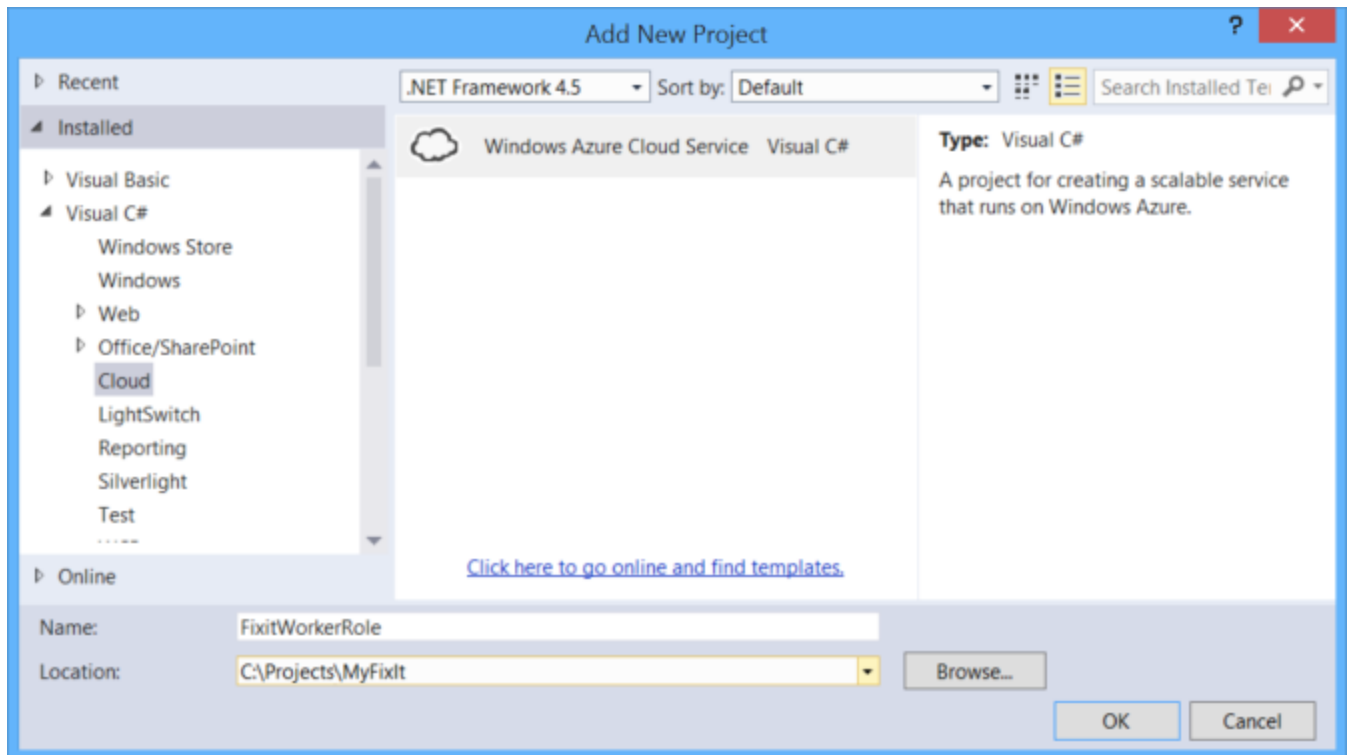 Add New Project
?
Recent
.NET Framework 4.5
Sort by:
Default
Search Installed Te
Installed
Windows Azure Cloud Service Visual C#
Type: Visual C#
A project for creating a scalable service
that runs on Windows Azure.
Visual Basic
Visual C#
Windows Store
Windows
Web
Office/SharePoint
Cloud
LightSwitch
Reporting
Silverlight
Test
Click here to go online and find templates.
Online
Name:
FixitWorkerRole
Location:
C:\Projects\MyFixIt
Browse...
OK
Cancel